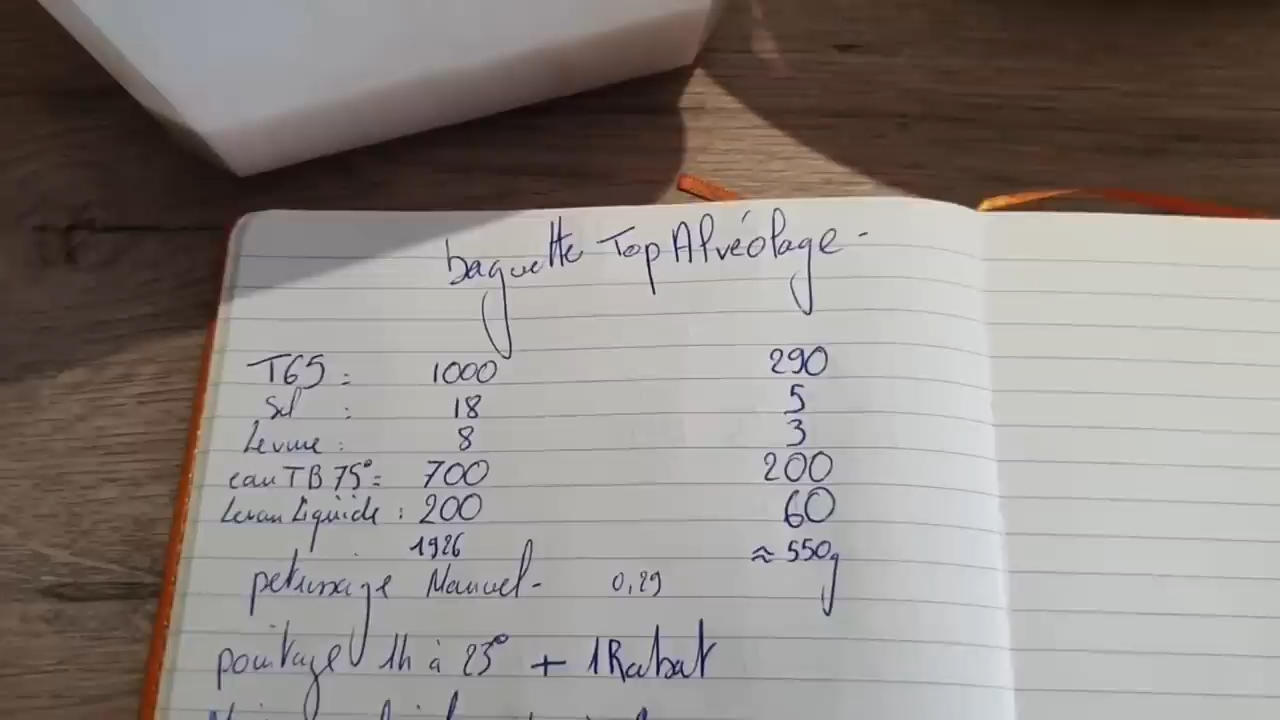 baguette Top Alvéolage -
T65 : 1000 290
Sel : 18 5
Levure : 8 3
eau TB 75° = 700 200
Levain Liquide : 200 60
1926 ≈ 550g
petrissage Manuel - 0,29
pointage 1h à 23° + 1 Rabat